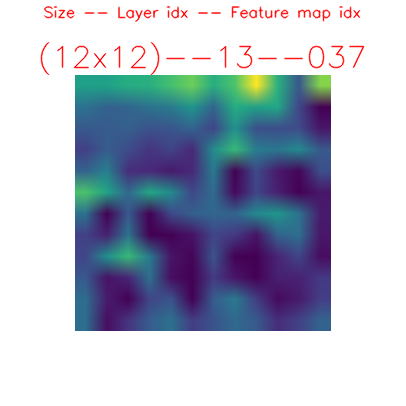 Size -- Layer idx -- Feature map idx
(12x12)--13--037